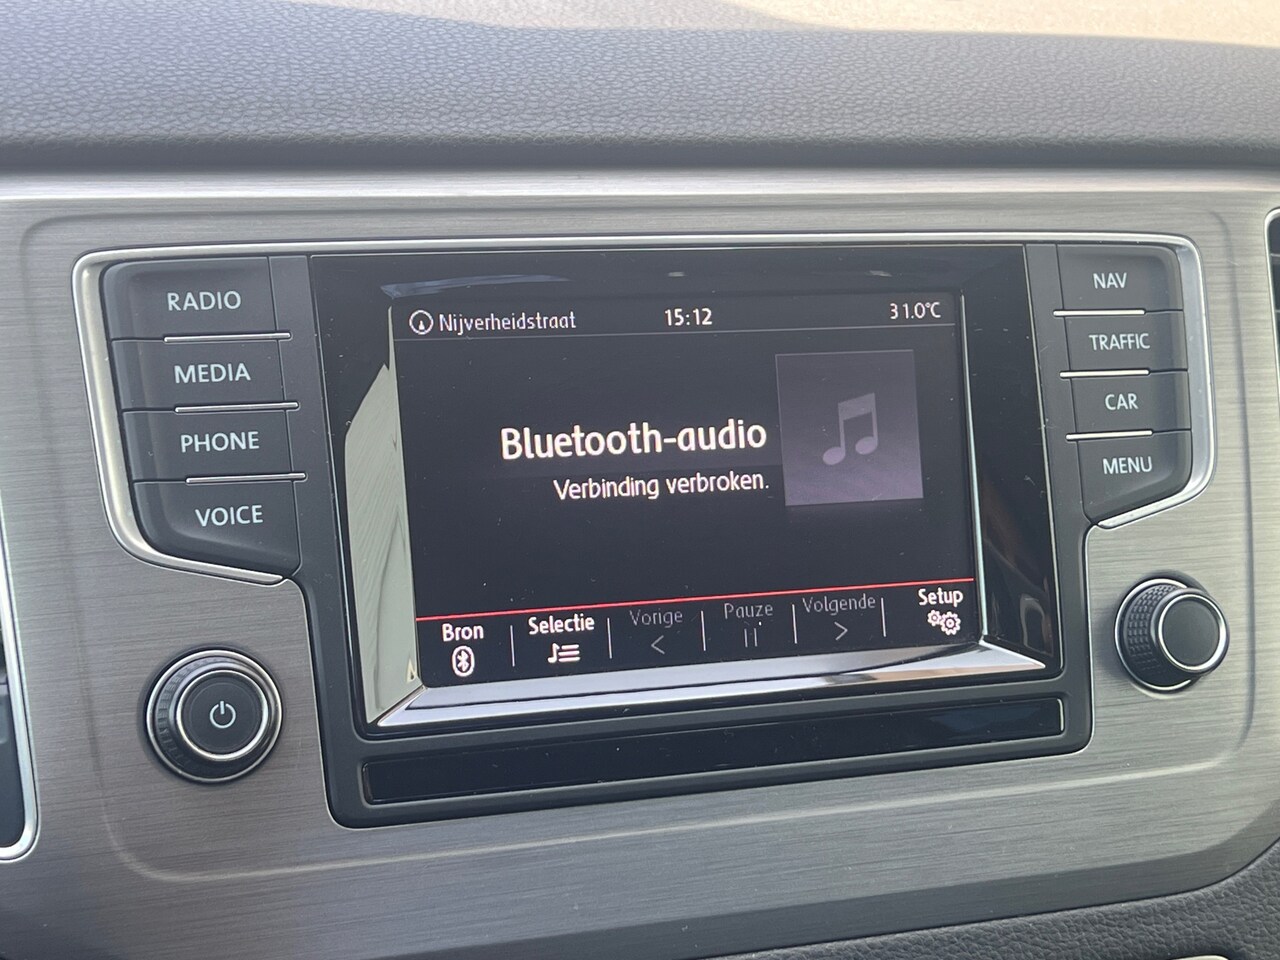 RADIO
MEDIA
PHONE
VOICE
Nijverheidstraat 15:12 31.0°C
Bluetooth-audio
Verbinding verbroken.
Bron Selectie Vorige Pauze Volgende Setup
NAV
TRAFFIC
CAR
MENU